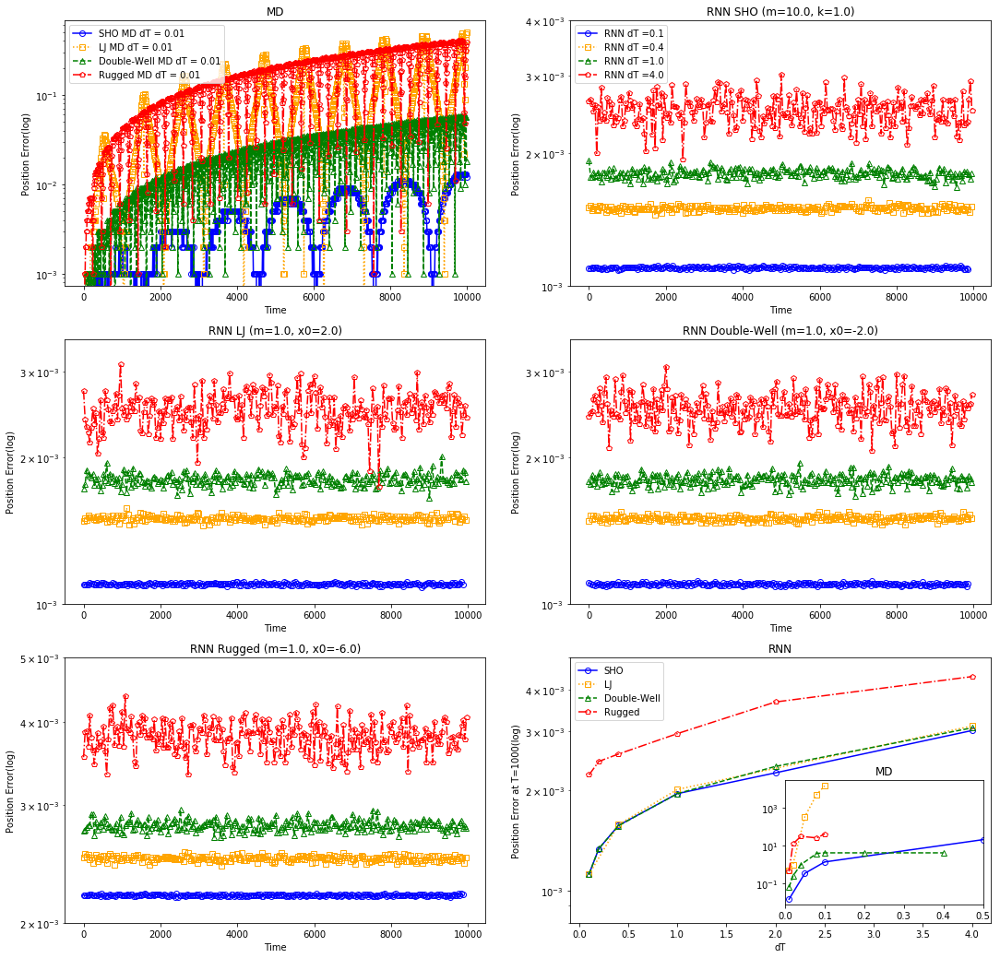 MD
SHO MD dT = 0.01
LJ MD dT = 0.01
Double-Well MD dT = 0.01
Rugged MD dT = 0.01
Position Error(log)
10⁻¹
10⁻²
10⁻³
0 2000 4000 6000 8000 10000
Time
RNN SHO (m=10.0, k=1.0)
RNN dT =0.1
RNN dT =0.4
RNN dT =1.0
RNN dT =4.0
Position Error(log)
4 × 10⁻³
3 × 10⁻³
2 × 10⁻³
10⁻³
0 2000 4000 6000 8000 10000
Time
RNN LJ (m=1.0, x0=2.0)
Position Error(log)
3 × 10⁻³
2 × 10⁻³
10⁻³
0 2000 4000 6000 8000 10000
Time
RNN Double-Well (m=1.0, x0=-2.0)
Position Error(log)
3 × 10⁻³
2 × 10⁻³
10⁻³
0 2000 4000 6000 8000 10000
Time
RNN Rugged (m=1.0, x0=-6.0)
Position Error(log)
5 × 10⁻³
4 × 10⁻³
3 × 10⁻³
2 × 10⁻³
0 2000 4000 6000 8000 10000
Time
RNN
SHO
LJ
Double-Well
Rugged
Position Error at T=1000(log)
4 × 10⁻³
3 × 10⁻³
2 × 10⁻³
10⁻³
MD
10³
10¹
10⁻¹
0.0 0.1 0.2 0.3 0.4 0.5
0.0 0.5 1.0 1.5 2.0 2.5 3.0 3.5 4.0
dT